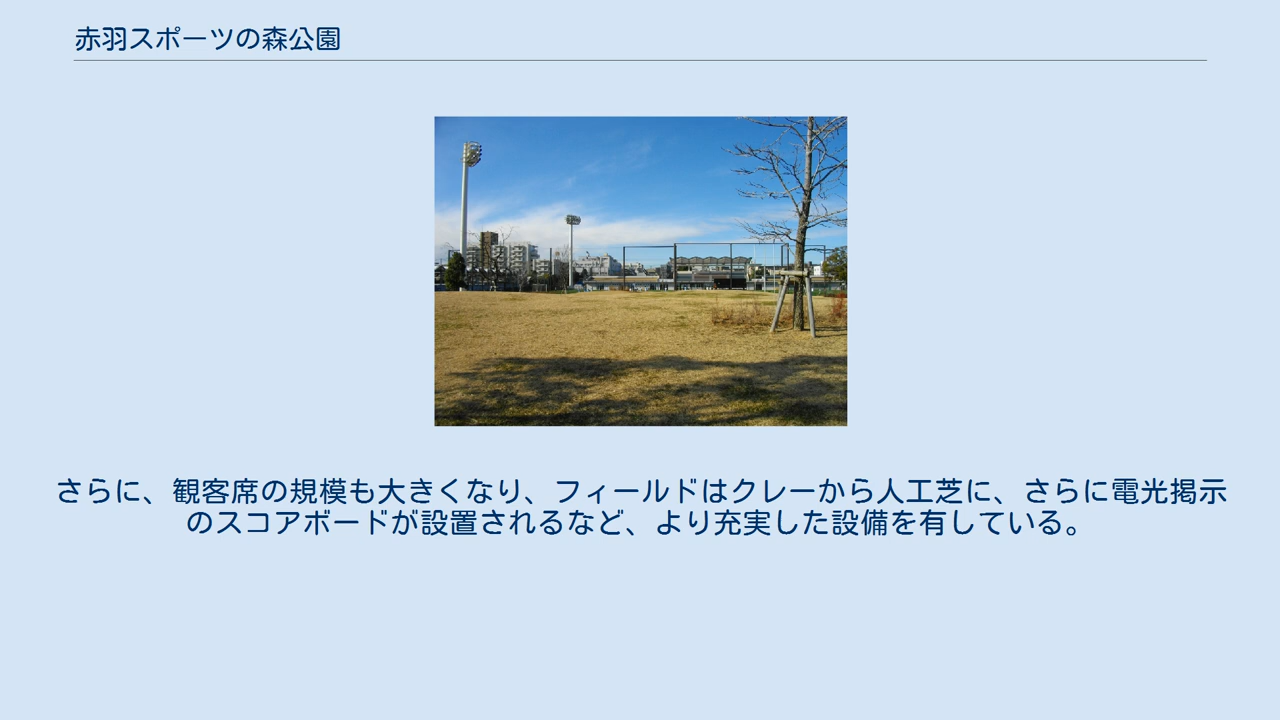 赤羽スポーツの森公園
さらに、観客席の規模も大きくなり、フィールドはクレーから人工芝に、さらに電光掲示
のスコアボードが設置されるなど、より充実した設備を有している。